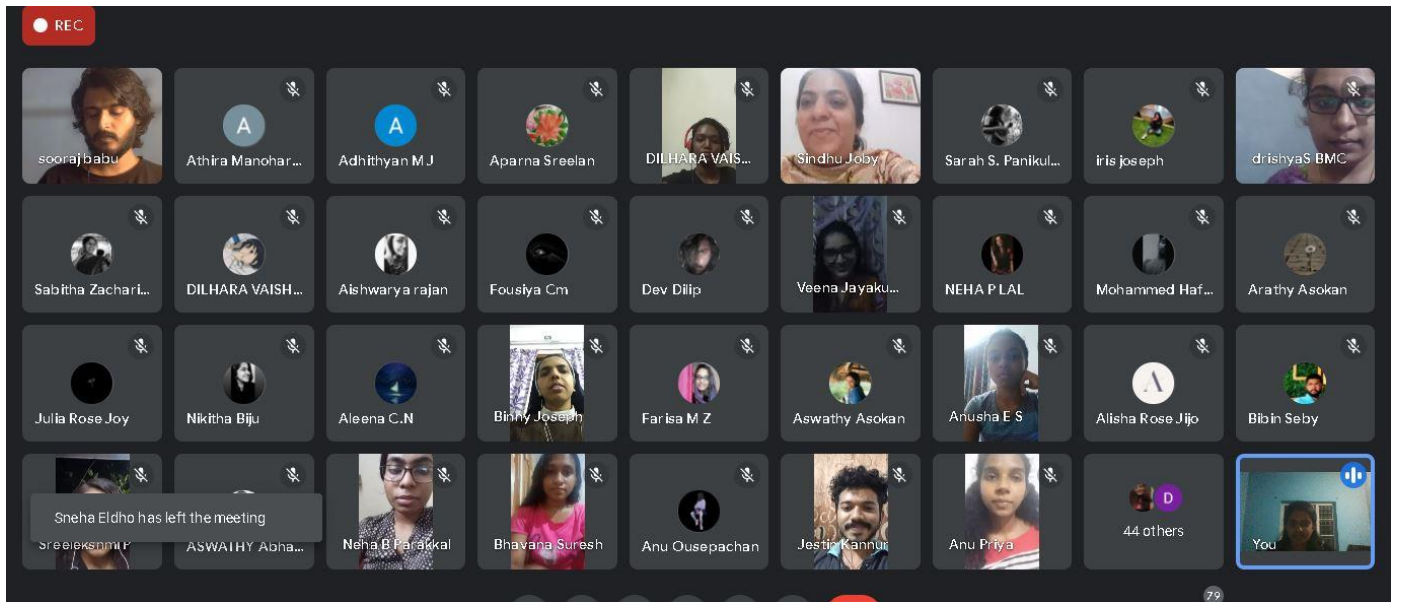 REC
sooraj babu
A
Athira Manohar...
A
Adhithyan M J
Aparna Sreelan
DILHARA VAIS...
Sindhu Joby
Sarah S. Panikul...
iris joseph
drishyaS BMC
Sabitha Zachari...
DILHARA VAISH...
Aishwarya rajan
Fousiya Cm
Dev Dilip
Veena Jayaku...
NEHA P LAL
Mohammed Haf...
Arathy Asokan
Julia Rose Joy
Nikitha Biju
Aleena C.N
Binny Joseph
Farisa M Z
Aswathy Asokan
Anusha E S
A
Alisha Rose Jijo
Bibin Seby
Sneha Eldho has left the meeting
Sreelekshmi P
ASWATHY Abha...
Neha B Parakkal
Bhavana Suresh
Anu Ousepachan
Jestin Kannur
Anu Priya
D
44 others
You
79